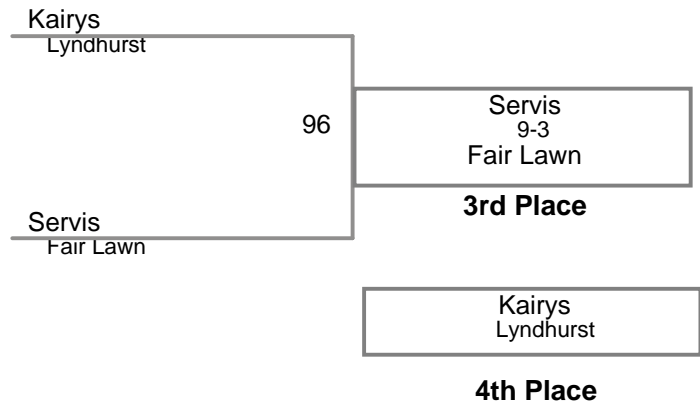 Kairys
Lyndhurst
96
Servis
9-3
Fair Lawn
3rd Place
Servis
Fair Lawn
Kairys
Lyndhurst
4th Place